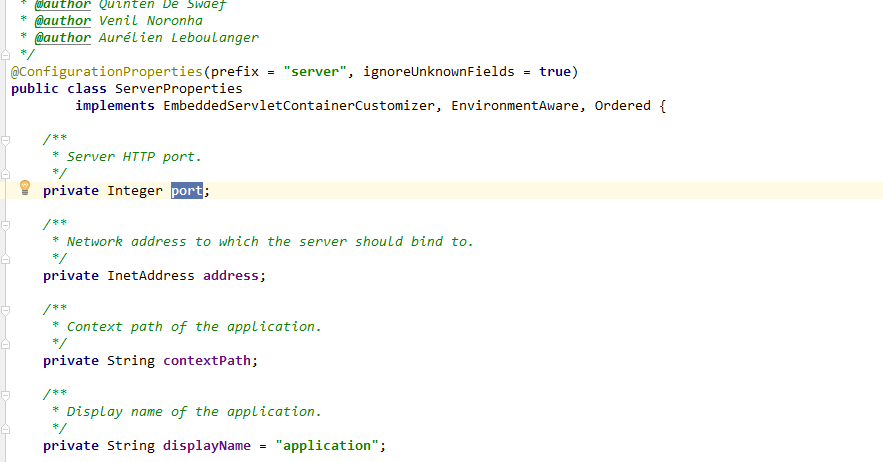 * @author Quinten De Swaef
* @author Venil Noronha
* @author Aurélien Leboulanger
*/
@ConfigurationProperties(prefix = "server", ignoreUnknownFields = true)
public class ServerProperties
implements EmbeddedServletContainerCustomizer, EnvironmentAware, Ordered {
/**
* Server HTTP port.
*/
private Integer port;
/**
* Network address to which the server should bind to.
*/
private InetAddress address;
/**
* Context path of the application.
*/
private String contextPath;
/**
* Display name of the application.
*/
private String displayName = "application";